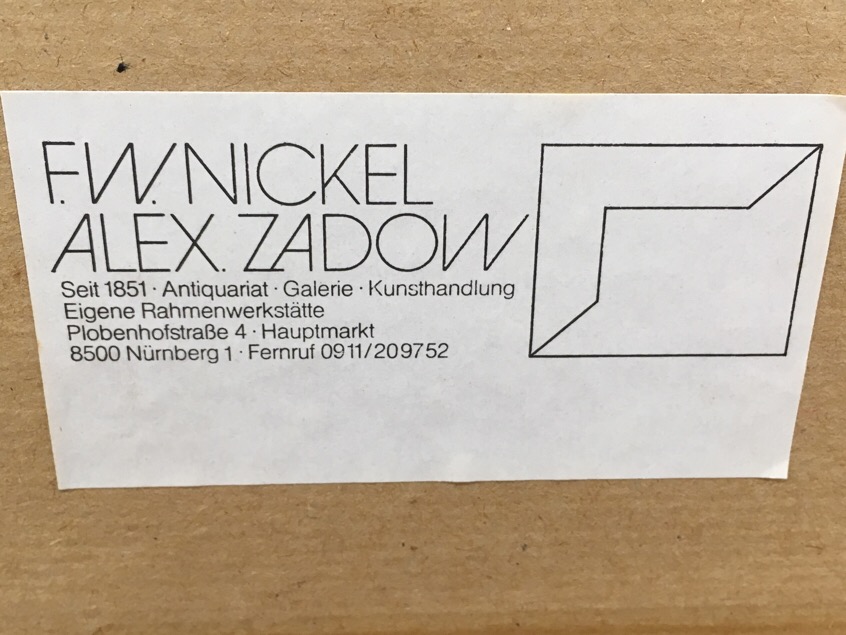 F.W. NICKEL
ALEX. ZADOW
Seit 1851 · Antiquariat · Galerie · Kunsthandlung
Eigene Rahmenwerkstätte
Plobenhofstraße 4 · Hauptmarkt
8500 Nürnberg 1 · Fernruf 0911/209752